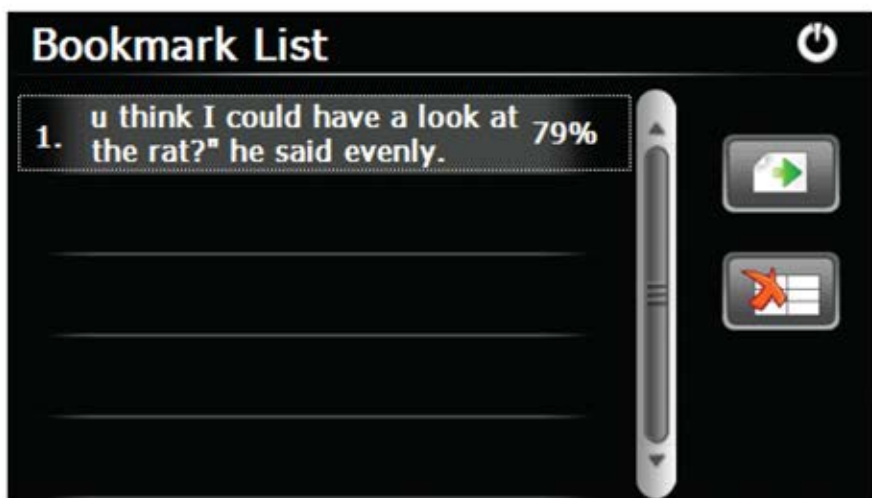 Bookmark List
1. u think I could have a look at 79%
the rat?" he said evenly.